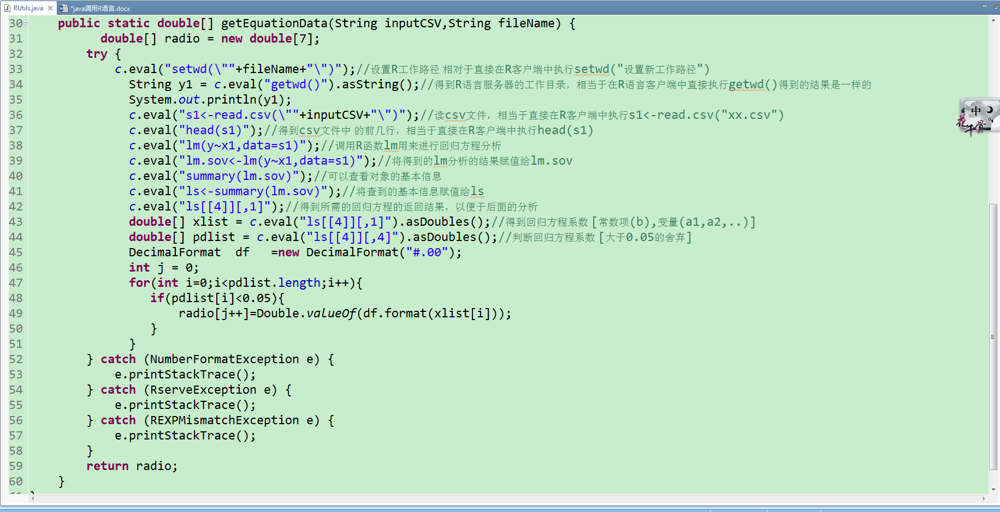 RUtils.java
*java调用R语言.docx
30 public static double[] getEquationData(String inputCSV,String fileName) {
31 double[] radio = new double[7];
32 try {
33 c.eval("setwd(\""+fileName+"\")");//设置R工作路径 相对于直接在R客户端中执行setwd("设置新工作路径")
34 String y1 = c.eval("getwd()").asString();//得到R语言服务器的工作目录，相当于在R语言客户端中直接执行getwd()得到的结果是一样的
35 System.out.println(y1);
36 c.eval("s1<-read.csv(\""+inputCSV+"\")");//读csv文件，相当于直接在R客户端中执行s1<-read.csv("xx.csv")
37 c.eval("head(s1)");//得到csv文件中 的前几行，相当于直接在R客户端中执行head(s1)
38 c.eval("lm(y~x1,data=s1)");//调用R函数lm用来进行回归方程分析
39 c.eval("lm.sov<-lm(y~x1,data=s1)");//将得到的lm分析的结果赋值给lm.sov
40 c.eval("summary(lm.sov)");//可以查看对象的基本信息
41 c.eval("ls<-summary(lm.sov)");//将查到的基本信息赋值给ls
42 c.eval("ls[[4]][,1]");//得到所需的回归方程的返回结果，以便于后面的分析
43 double[] xlist = c.eval("ls[[4]][,1]").asDoubles();//得到回归方程系数[常数项(b),变量(a1,a2,..)]
44 double[] pdlist = c.eval("ls[[4]][,4]").asDoubles();//判断回归方程系数[大于0.05的舍弃]
45 DecimalFormat df =new DecimalFormat("#.00");
46 int j = 0;
47 for(int i=0;i<pdlist.length;i++){
48 if(pdlist[i]<0.05){
49 radio[j++]=Double.valueOf(df.format(xlist[i]));
50 }
51 }
52 } catch (NumberFormatException e) {
53 e.printStackTrace();
54 } catch (RserveException e) {
55 e.printStackTrace();
56 } catch (REXPMismatchException e) {
57 e.printStackTrace();
58 }
59 return radio;
60 }
中
花千骨